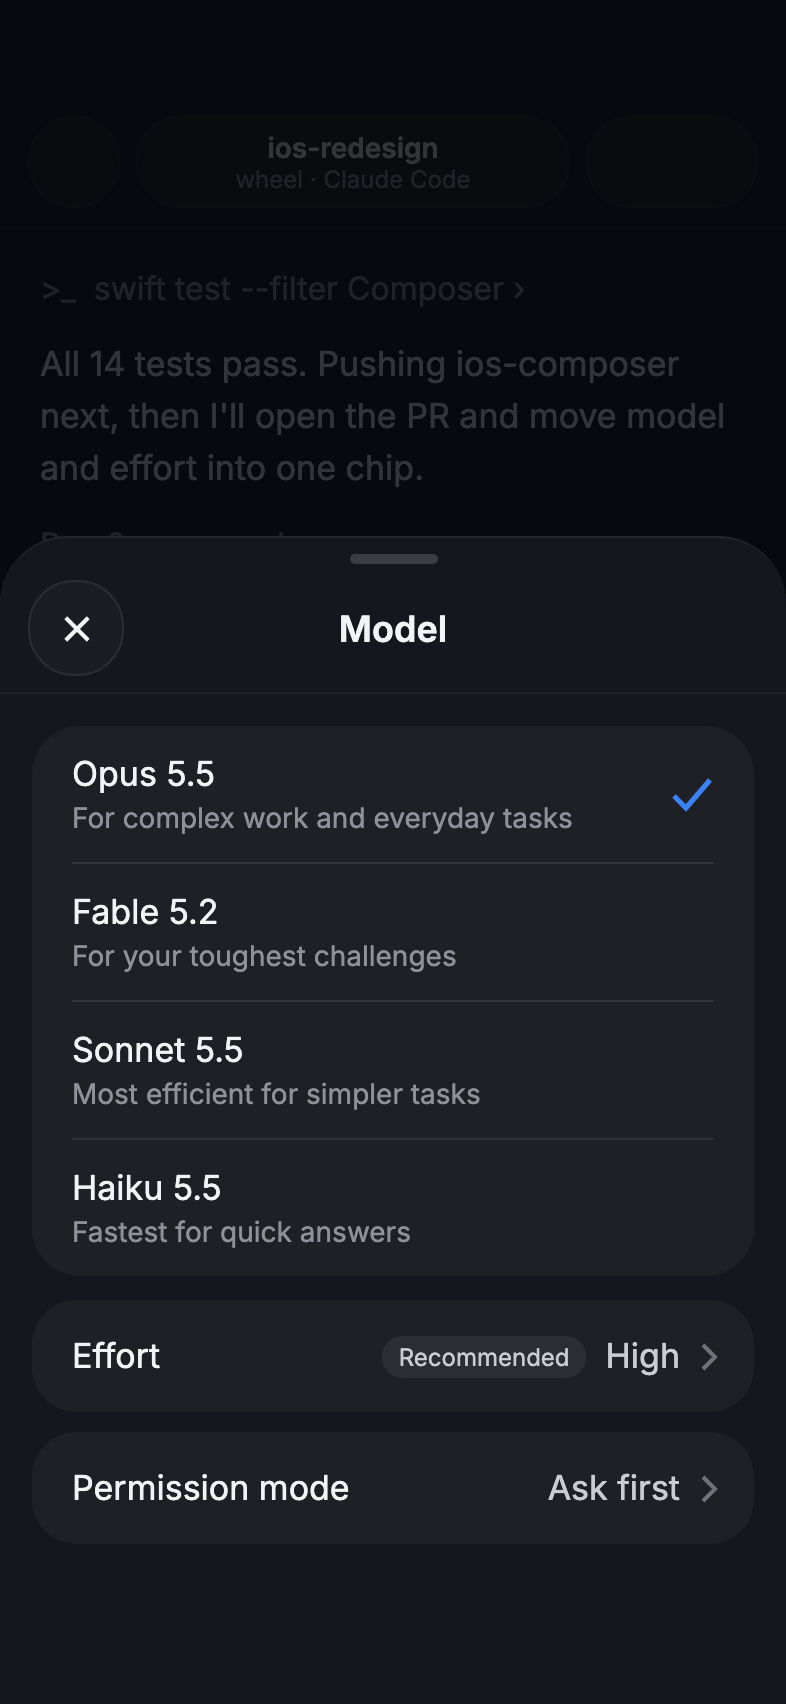 ios-redesign
wheel · Claude Code
>_ swift test --filter Composer ›
All 14 tests pass. Pushing ios-composer
next, then I'll open the PR and move model
and effort into one chip.
Model
Opus 5.5
For complex work and everyday tasks
Fable 5.2
For your toughest challenges
Sonnet 5.5
Most efficient for simpler tasks
Haiku 5.5
Fastest for quick answers
Effort Recommended High
Permission mode Ask first